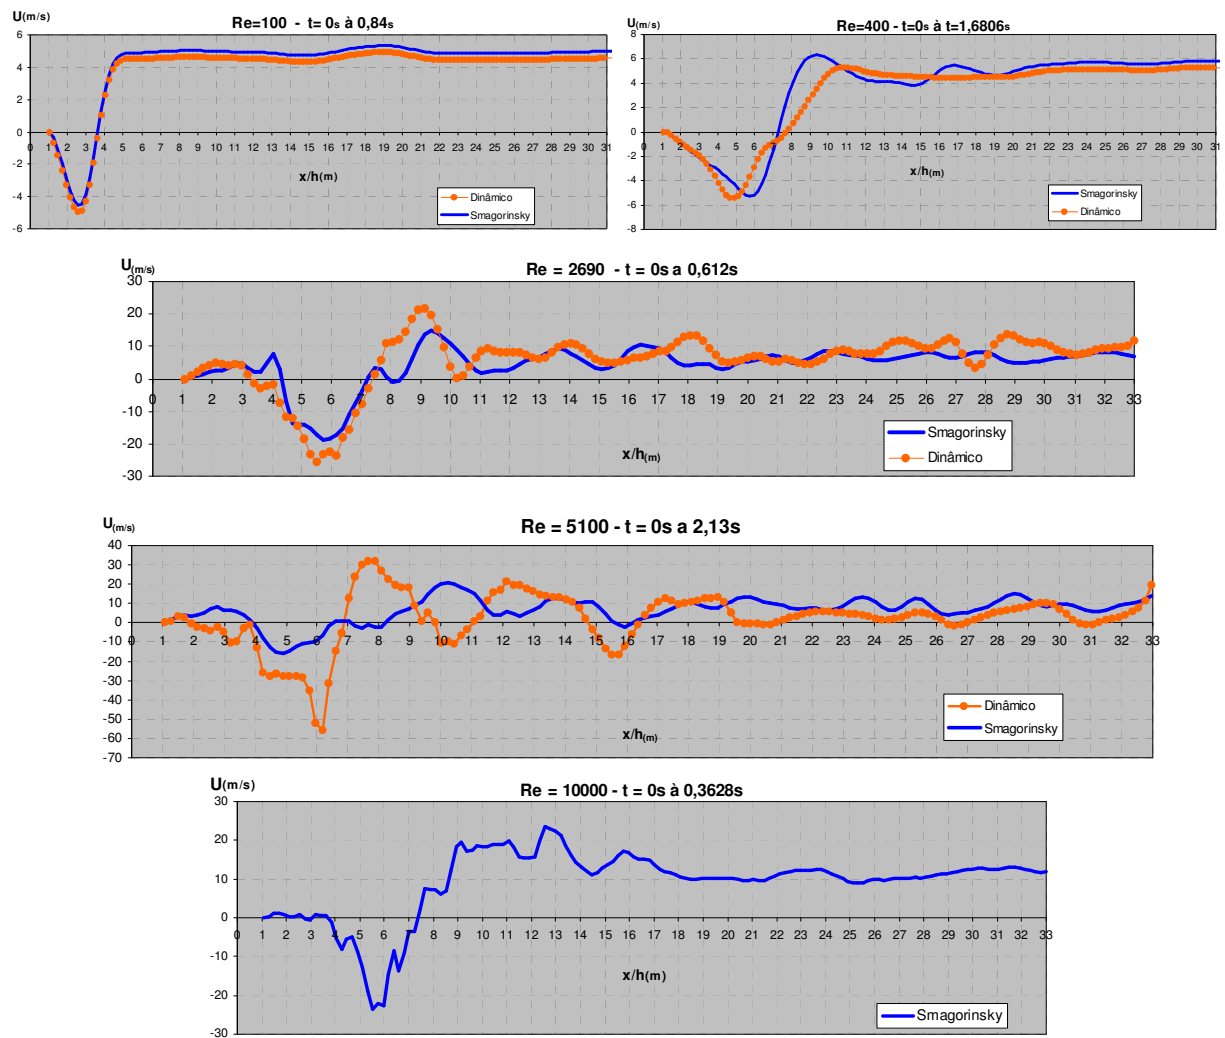 U(m/s)
Re=100 - t= 0s à 0,84s
6
4
2
0
-2
-4
-6
0 1 2 3 4 5 6 7 8 9 10 11 12 13 14 15 16 17 18 19 20 21 22 23 24 25 26 27 28 29 30 31
x/h(m)
Dinâmico
Smagorinsky
U(m/s)
Re=400 - t=0s à t=1,6806s
8
6
4
2
0
-2
-4
-6
-8
0 1 2 3 4 5 6 7 8 9 10 11 12 13 14 15 16 17 18 19 20 21 22 23 24 25 26 27 28 29 30 31
x/h(m)
Smagorinsky
Dinâmico
U(m/s)
Re = 2690 - t = 0s a 0,612s
30
20
10
0
-10
-20
-30
0 1 2 3 4 5 6 7 8 9 10 11 12 13 14 15 16 17 18 19 20 21 22 23 24 25 26 27 28 29 30 31 32 33
x/h(m)
Smagorinsky
Dinâmico
U(m/s)
Re = 5100 - t = 0s a 2,13s
40
30
20
10
0
-10
-20
-30
-40
-50
-60
-70
0 1 2 3 4 5 6 7 8 9 10 11 12 13 14 15 16 17 18 19 20 21 22 23 24 25 26 27 28 29 30 31 32 33
x/h(m)
Dinâmico
Smagorinsky
U(m/s)
Re = 10000 - t = 0s à 0,3628s
30
20
10
0
-10
-20
-30
0 1 2 3 4 5 6 7 8 9 10 11 12 13 14 15 16 17 18 19 20 21 22 23 24 25 26 27 28 29 30 31 32 33
x/h(m)
Smagorinsky